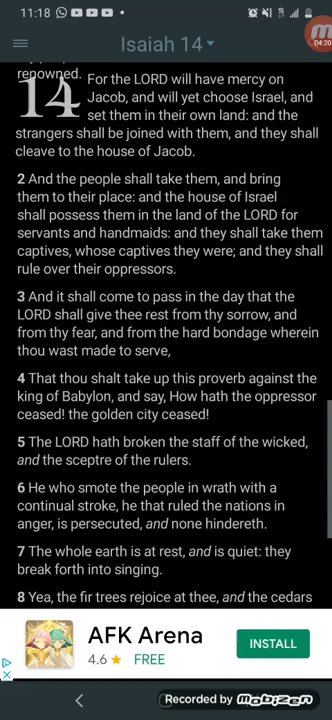 11:18
04:20
Isaiah 14
renowned.
14 For the LORD will have mercy on
Jacob, and will yet choose Israel, and
set them in their own land: and the
strangers shall be joined with them, and they shall
cleave to the house of Jacob.
2 And the people shall take them, and bring
them to their place: and the house of Israel
shall possess them in the land of the LORD for
servants and handmaids: and they shall take them
captives, whose captives they were; and they shall
rule over their oppressors.
3 And it shall come to pass in the day that the
LORD shall give thee rest from thy sorrow, and
from thy fear, and from the hard bondage wherein
thou wast made to serve,
4 That thou shalt take up this proverb against the
king of Babylon, and say, How hath the oppressor
ceased! the golden city ceased!
5 The LORD hath broken the staff of the wicked,
and the sceptre of the rulers.
6 He who smote the people in wrath with a
continual stroke, he that ruled the nations in
anger, is persecuted, and none hindereth.
7 The whole earth is at rest, and is quiet: they
break forth into singing.
8 Yea, the fir trees rejoice at thee, and the cedars
AFK Arena
4.6 ★ FREE
INSTALL
Recorded by MOBIZEN